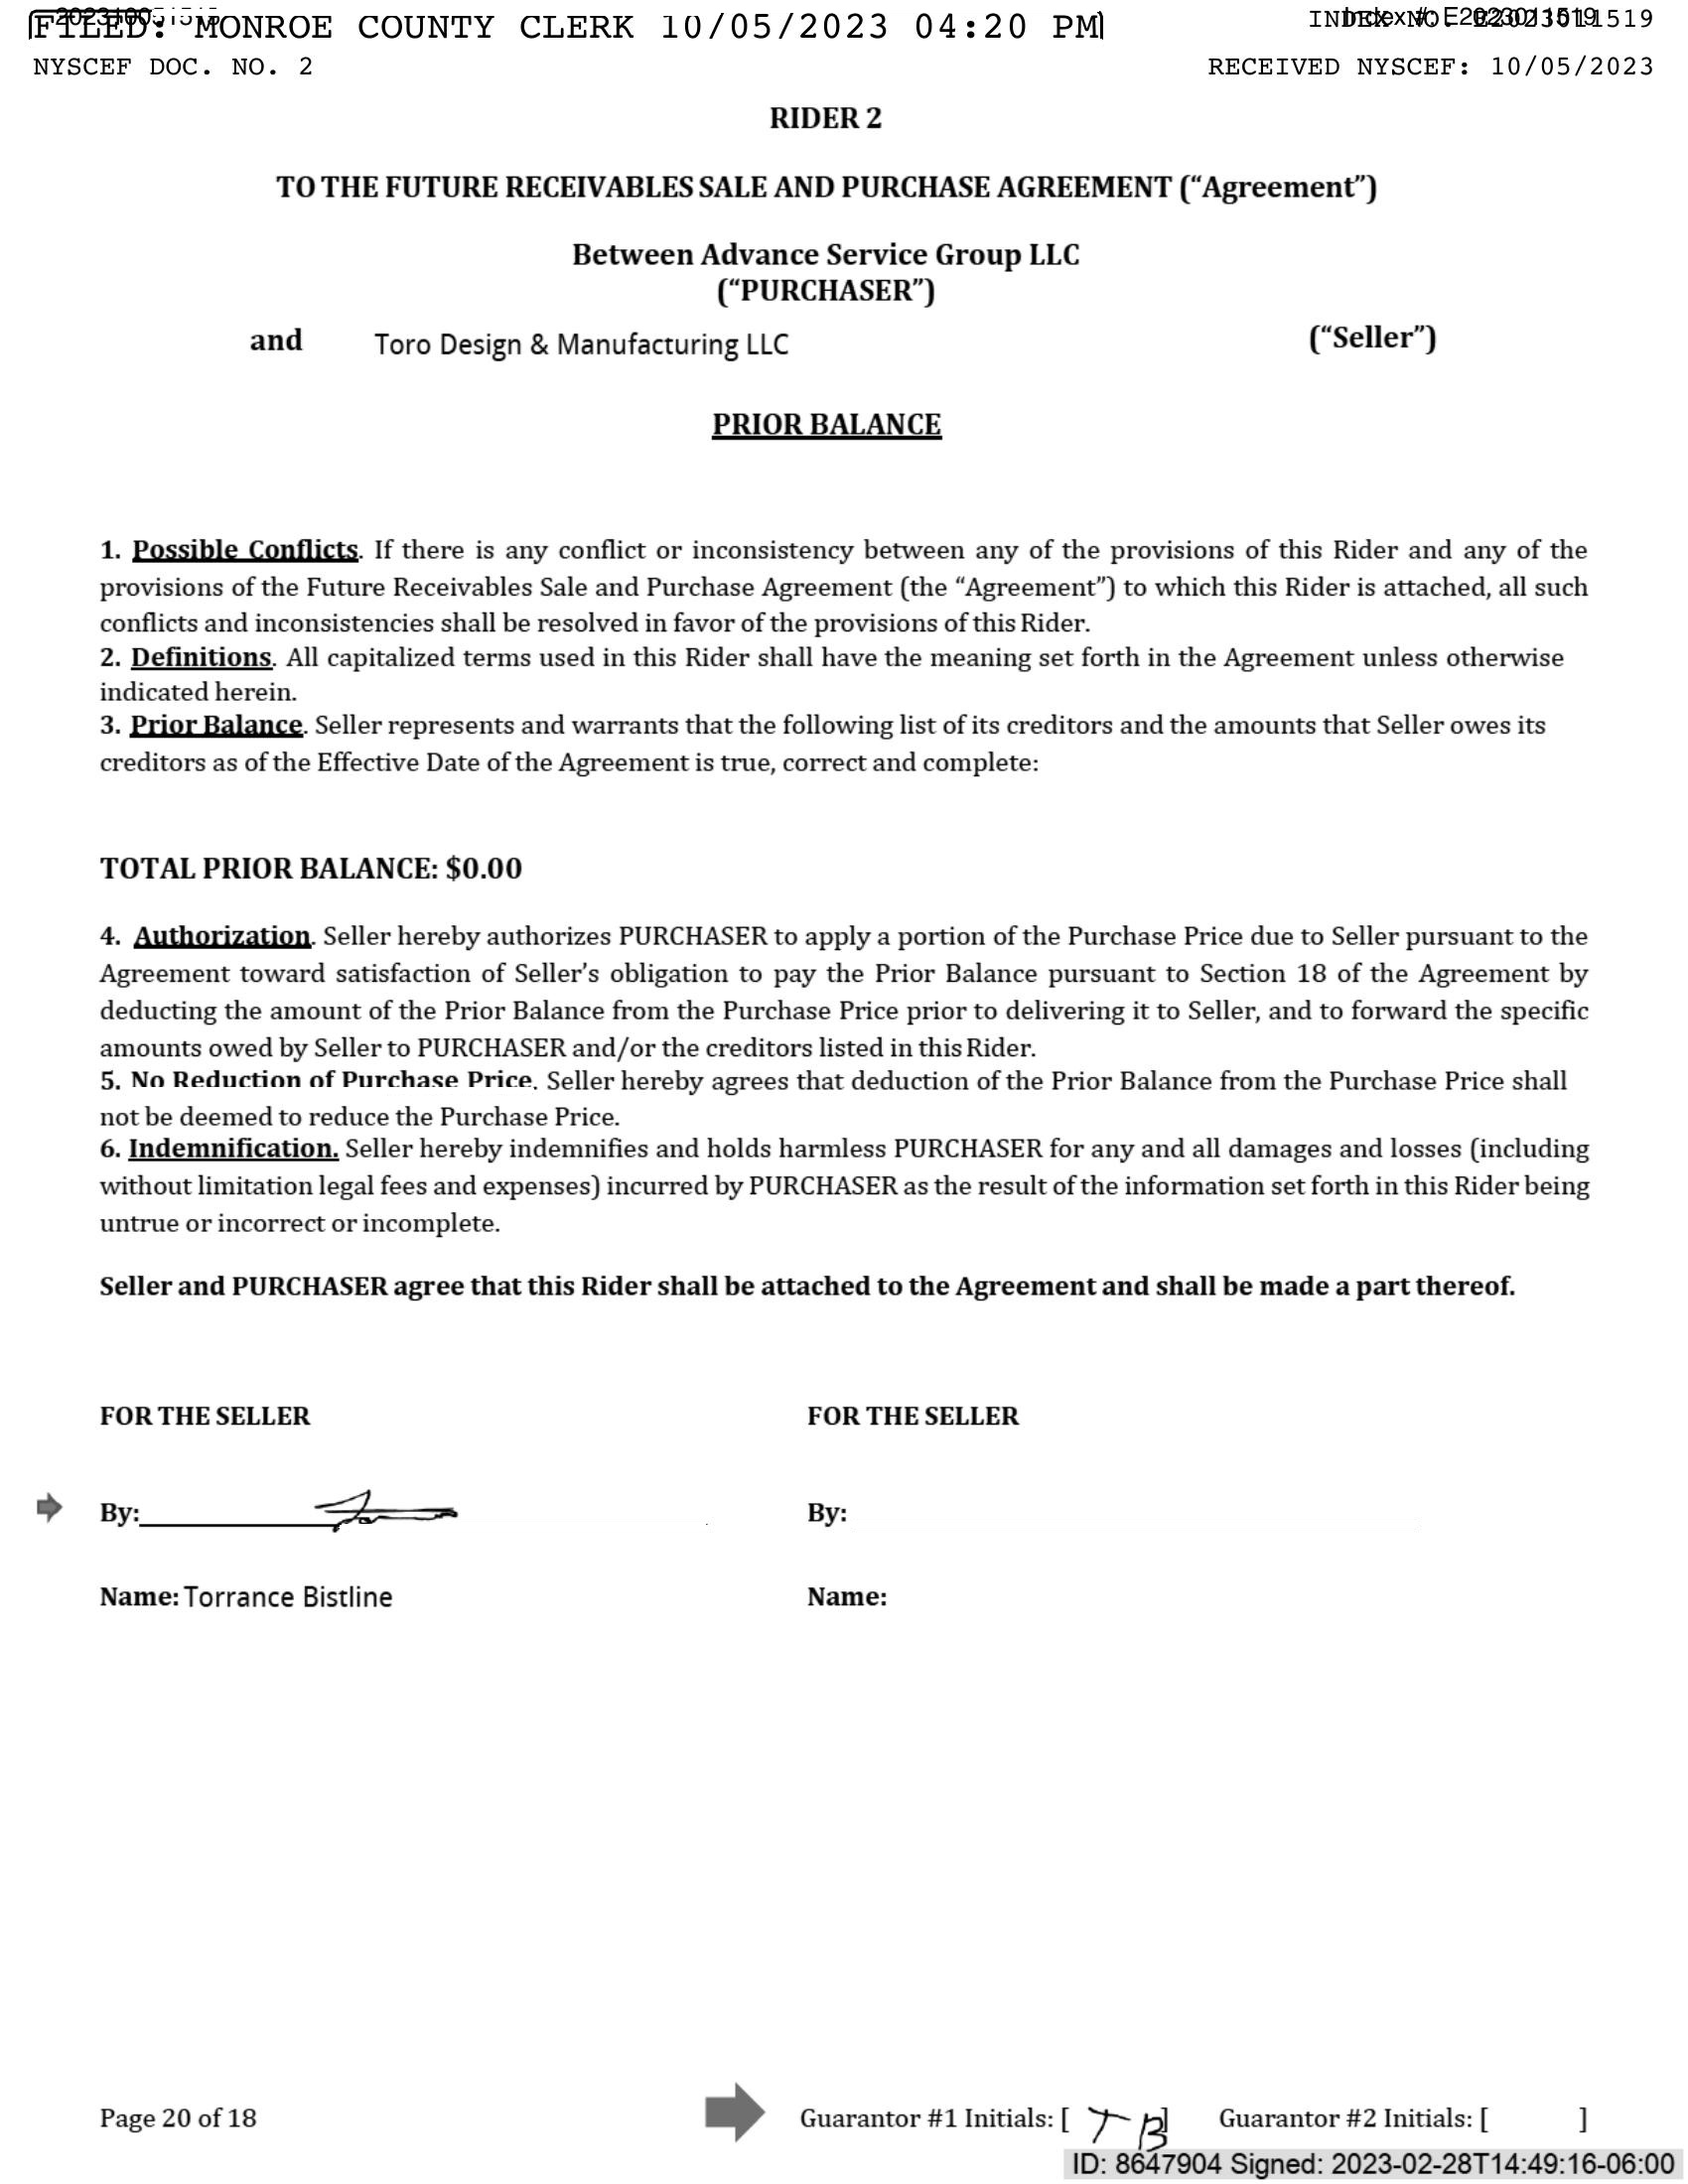 202310051515
FILED: MONROE COUNTY CLERK 10/05/2023 04:20 PM
INDEX NO. E2023011519
Index #: E2023011519
NYSCEF DOC. NO. 2
RECEIVED NYSCEF: 10/05/2023
RIDER 2
TO THE FUTURE RECEIVABLES SALE AND PURCHASE AGREEMENT (“Agreement”)
Between Advance Service Group LLC
(“PURCHASER”)
and Toro Design & Manufacturing LLC (“Seller”)
PRIOR BALANCE
1. Possible Conflicts. If there is any conflict or inconsistency between any of the provisions of this Rider and any of the
provisions of the Future Receivables Sale and Purchase Agreement (the “Agreement”) to which this Rider is attached, all such
conflicts and inconsistencies shall be resolved in favor of the provisions of this Rider.
2. Definitions. All capitalized terms used in this Rider shall have the meaning set forth in the Agreement unless otherwise
indicated herein.
3. Prior Balance. Seller represents and warrants that the following list of its creditors and the amounts that Seller owes its
creditors as of the Effective Date of the Agreement is true, correct and complete:
TOTAL PRIOR BALANCE: $0.00
4. Authorization. Seller hereby authorizes PURCHASER to apply a portion of the Purchase Price due to Seller pursuant to the
Agreement toward satisfaction of Seller’s obligation to pay the Prior Balance pursuant to Section 18 of the Agreement by
deducting the amount of the Prior Balance from the Purchase Price prior to delivering it to Seller, and to forward the specific
amounts owed by Seller to PURCHASER and/or the creditors listed in this Rider.
5. No Reduction of Purchase Price. Seller hereby agrees that deduction of the Prior Balance from the Purchase Price shall
not be deemed to reduce the Purchase Price.
6. Indemnification. Seller hereby indemnifies and holds harmless PURCHASER for any and all damages and losses (including
without limitation legal fees and expenses) incurred by PURCHASER as the result of the information set forth in this Rider being
untrue or incorrect or incomplete.
Seller and PURCHASER agree that this Rider shall be attached to the Agreement and shall be made a part thereof.
FOR THE SELLER FOR THE SELLER
By: By:
Name: Torrance Bistline Name:
Page 20 of 18 Guarantor #1 Initials: [ TB ] Guarantor #2 Initials: [ ]
ID: 8647904 Signed: 2023-02-28T14:49:16-06:00